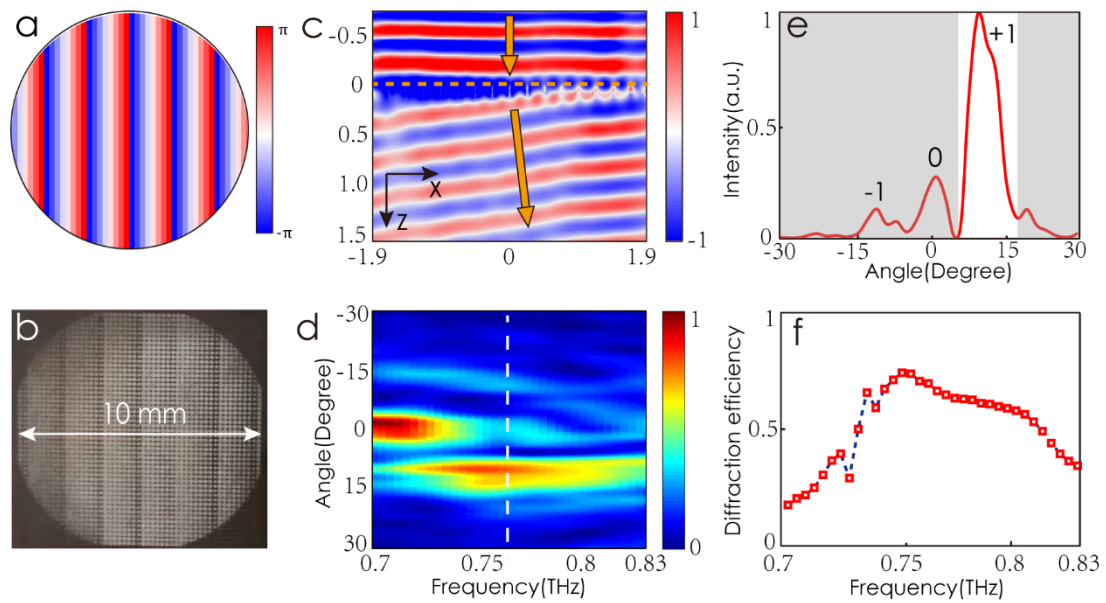 a
π
-π
b
10 mm
c
-0.5
0
0.5
1.0
1.5
X
Z
-1.9
0
1.9
1
-1
d
-30
-15
0
15
30
Angle(Degree)
0.7
0.75
0.8
0.83
Frequency(THz)
1
0
e
1
0.5
0
Intensity(a.u.)
-1
0
+1
-30
-15
0
15
30
Angle(Degree)
f
1
0.5
0
Diffraction efficiency
0.7
0.75
0.8
0.83
Frequency(THz)